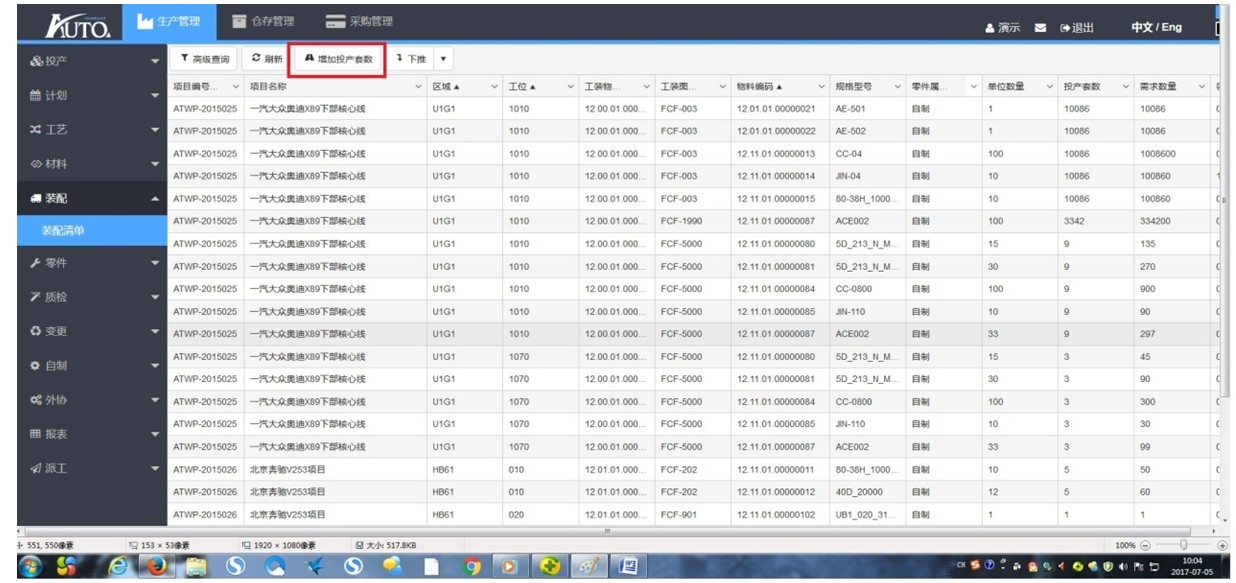 AUTO. 生产管理 仓存管理 采购管理 演示 退出 中文 / Eng
投产 高级查询 刷新 增加投产套数 下推
计划 项目编号... 项目名称 区域 工位 工装物... 工装图... 物料编码 规格型号 零件属... 单位数量 投产套数 需求数量
ATWP-2015025 一汽大众奥迪X89下部核心线 U1G1 1010 12.00.01.000... FCF-003 12.01.01.00000021 AE-501 自制 1 10086 10086
工艺 ATWP-2015025 一汽大众奥迪X89下部核心线 U1G1 1010 12.00.01.000... FCF-003 12.01.01.00000022 AE-502 自制 1 10086 10086
材料 ATWP-2015025 一汽大众奥迪X89下部核心线 U1G1 1010 12.00.01.000... FCF-003 12.11.01.00000013 CC-04 自制 100 10086 1008600
ATWP-2015025 一汽大众奥迪X89下部核心线 U1G1 1010 12.00.01.000... FCF-003 12.11.01.00000014 JIN-04 自制 10 10086 100860
装配 ATWP-2015025 一汽大众奥迪X89下部核心线 U1G1 1010 12.00.01.000... FCF-003 12.11.01.00000015 80-38H_1000... 自制 10 10086 100860
装配清单 ATWP-2015025 一汽大众奥迪X89下部核心线 U1G1 1010 12.00.01.000... FCF-1990 12.11.01.00000087 ACE002 自制 100 3342 334200
ATWP-2015025 一汽大众奥迪X89下部核心线 U1G1 1010 12.00.01.000... FCF-5000 12.11.01.00000080 5D_213_N_M... 自制 15 9 135
零件 ATWP-2015025 一汽大众奥迪X89下部核心线 U1G1 1010 12.00.01.000... FCF-5000 12.11.01.00000081 5D_213_N_M... 自制 30 9 270
质检 ATWP-2015025 一汽大众奥迪X89下部核心线 U1G1 1010 12.00.01.000... FCF-5000 12.11.01.00000084 CC-0800 自制 100 9 900
ATWP-2015025 一汽大众奥迪X89下部核心线 U1G1 1010 12.00.01.000... FCF-5000 12.11.01.00000085 JIN-110 自制 10 9 90
变更 ATWP-2015025 一汽大众奥迪X89下部核心线 U1G1 1010 12.00.01.000... FCF-5000 12.11.01.00000087 ACE002 自制 33 9 297
自制 ATWP-2015025 一汽大众奥迪X89下部核心线 U1G1 1070 12.00.01.000... FCF-5000 12.11.01.00000080 5D_213_N_M... 自制 15 3 45
ATWP-2015025 一汽大众奥迪X89下部核心线 U1G1 1070 12.00.01.000... FCF-5000 12.11.01.00000081 5D_213_N_M... 自制 30 3 90
外协 ATWP-2015025 一汽大众奥迪X89下部核心线 U1G1 1070 12.00.01.000... FCF-5000 12.11.01.00000084 CC-0800 自制 100 3 300
报表 ATWP-2015025 一汽大众奥迪X89下部核心线 U1G1 1070 12.00.01.000... FCF-5000 12.11.01.00000085 JIN-110 自制 10 3 30
ATWP-2015025 一汽大众奥迪X89下部核心线 U1G1 1070 12.00.01.000... FCF-5000 12.11.01.00000087 ACE002 自制 33 3 99
派工 ATWP-2015026 北京奔驰V253项目 HB61 010 12.01.01.000... FCF-202 12.11.01.00000011 80-38H_1000... 自制 10 5 50
ATWP-2015026 北京奔驰V253项目 HB61 010 12.01.01.000... FCF-202 12.11.01.00000012 40D_20000 自制 12 5 60
ATWP-2015026 北京奔驰V253项目 HB61 020 12.01.01.000... FCF-901 12.11.01.00000102 UB1_020_31... 自制 1 1 1
551, 550像素 153 × 53像素 1920 × 1080像素 大小: 517.8KB 100%
CH 10:04
2017-07-05